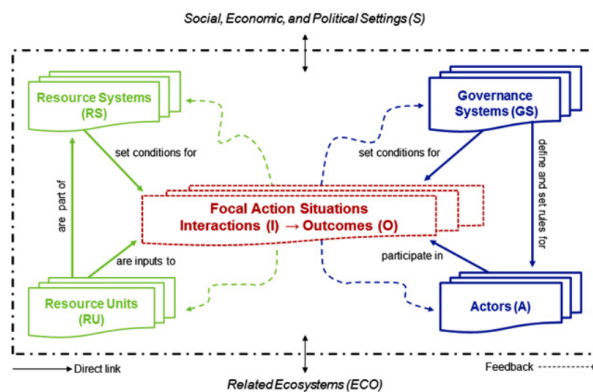 Social, Economic, and Political Settings (S)
Resource Systems
(RS)
Governance
Systems (GS)
set conditions for
set conditions for
are part of
define and set rules for
Focal Action Situations
Interactions (I) → Outcomes (O)
are inputs to
participate in
Resource Units
(RU)
Actors (A)
Direct link
Feedback
Related Ecosystems (ECO)